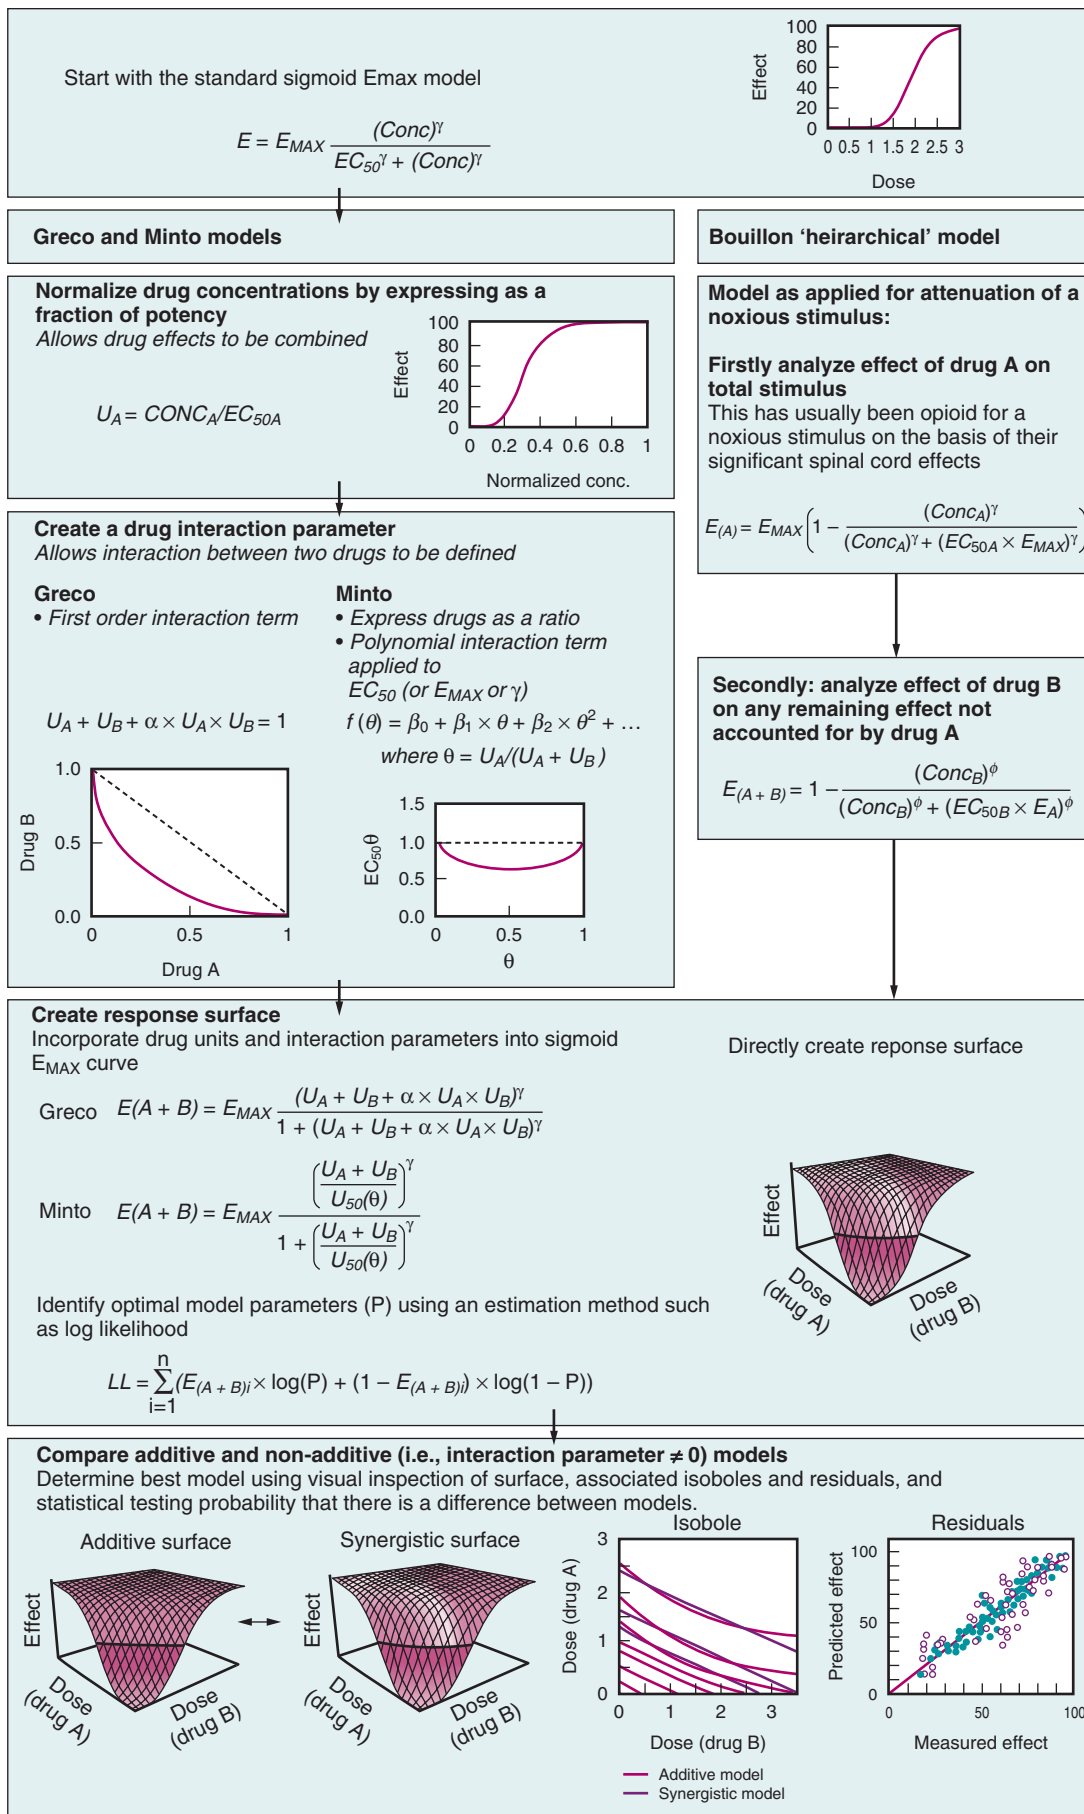 Start with the standard sigmoid Emax model
E = E_MAX (Conc)^γ / (EC_50^γ + (Conc)^γ)
Effect
100
80
60
40
20
0
0 0.5 1 1.5 2 2.5 3
Dose
Greco and Minto models
Normalize drug concentrations by expressing as a
fraction of potency
Allows drug effects to be combined
U_A = CONC_A/EC_50A
Effect
100
80
60
40
20
0
0 0.2 0.4 0.6 0.8 1
Normalized conc.
Create a drug interaction parameter
Allows interaction between two drugs to be defined
Greco
• First order interaction term
U_A + U_B + α × U_A × U_B = 1
Drug B
1.0
0.5
0.0
0 0.5 1
Drug A
Minto
• Express drugs as a ratio
• Polynomial interaction term
applied to
EC_50 (or E_MAX or γ)
f (θ) = β_0 + β_1 × θ + β_2 × θ^2 + …
where θ = U_A/(U_A + U_B )
EC_50θ
1.5
1.0
0.5
0.0
0 0.5 1
θ
Bouillon ‘heirarchical’ model
Model as applied for attenuation of a
noxious stimulus:
Firstly analyze effect of drug A on
total stimulus
This has usually been opioid for a
noxious stimulus on the basis of their
significant spinal cord effects
E_(A) = E_MAX (1 − (Conc_A)^γ / ((Conc_A)^γ + (EC_50A × E_MAX)^γ))
Secondly: analyze effect of drug B
on any remaining effect not
accounted for by drug A
E_(A + B) = 1 − (Conc_B)^ϕ / ((Conc_B)^ϕ + (EC_50B × E_A)^ϕ)
Create response surface
Incorporate drug units and interaction parameters into sigmoid
E_MAX curve
Greco E(A + B) = E_MAX (U_A + U_B + α × U_A × U_B)^γ / (1 + (U_A + U_B + α × U_A × U_B)^γ)
Minto E(A + B) = E_MAX ((U_A + U_B) / U_50(θ))^γ / (1 + ((U_A + U_B) / U_50(θ))^γ)
Identify optimal model parameters (P) using an estimation method such
as log likelihood
LL = ∑_{i=1}^{n} (E_(A + B)i × log(P) + (1 − E_(A + B)i) × log(1 − P))
Directly create reponse surface
Effect
Dose
(drug A)
Dose
(drug B)
Compare additive and non-additive (i.e., interaction parameter ≠ 0) models
Determine best model using visual inspection of surface, associated isoboles and residuals, and
statistical testing probability that there is a difference between models.
Additive surface
Effect
Dose
(drug A)
Dose
(drug B)
Synergistic surface
Effect
Dose
(drug A)
Dose
(drug B)
Isobole
Dose (drug A)
3
2
1
0
0 1 2 3
Dose (drug B)
Additive model
Synergistic model
Residuals
Predicted effect
100
50
0
0 50 100
Measured effect